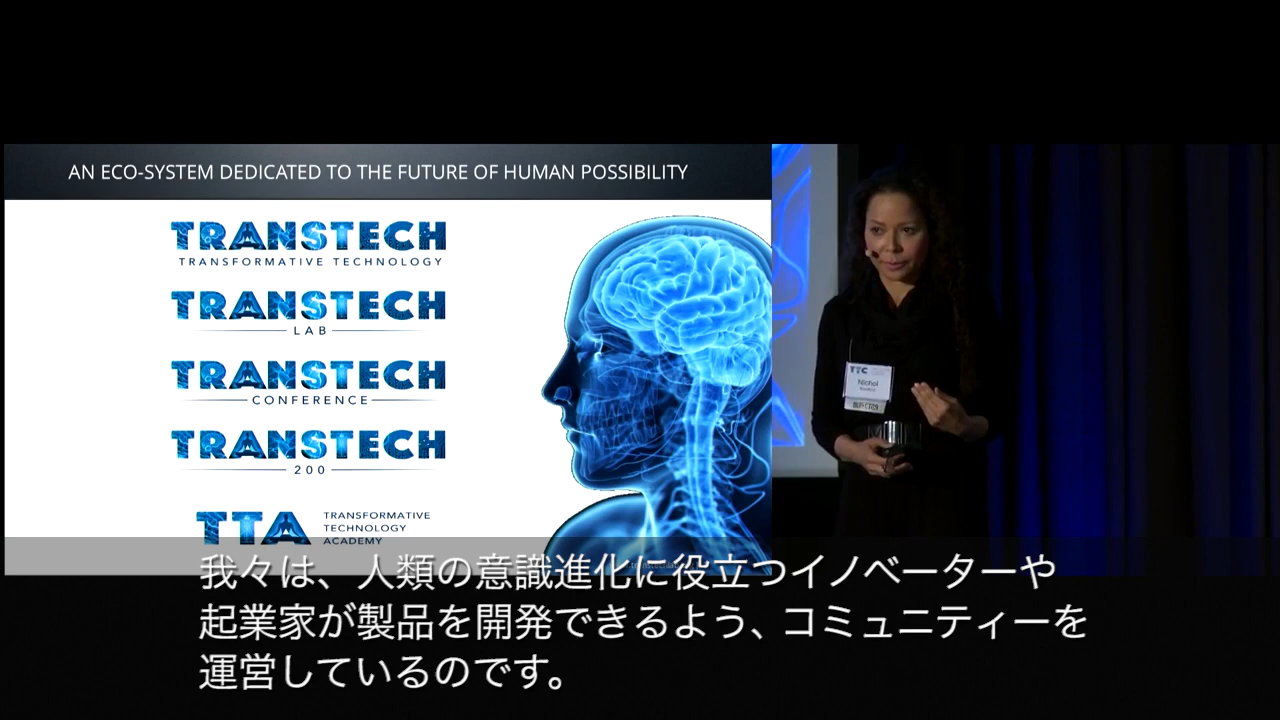 AN ECO-SYSTEM DEDICATED TO THE FUTURE OF HUMAN POSSIBILITY
TRANSTECH
TRANSFORMATIVE TECHNOLOGY
TRANSTECH
LAB
TRANSTECH
CONFERENCE
TRANSTECH
200
TTA
TRANSFORMATIVE
TECHNOLOGY
ACADEMY
TTC
Nichol
我々は、人類の意識進化に役立つイノベーターや
起業家が製品を開発できるよう、コミュニティーを
運営しているのです。